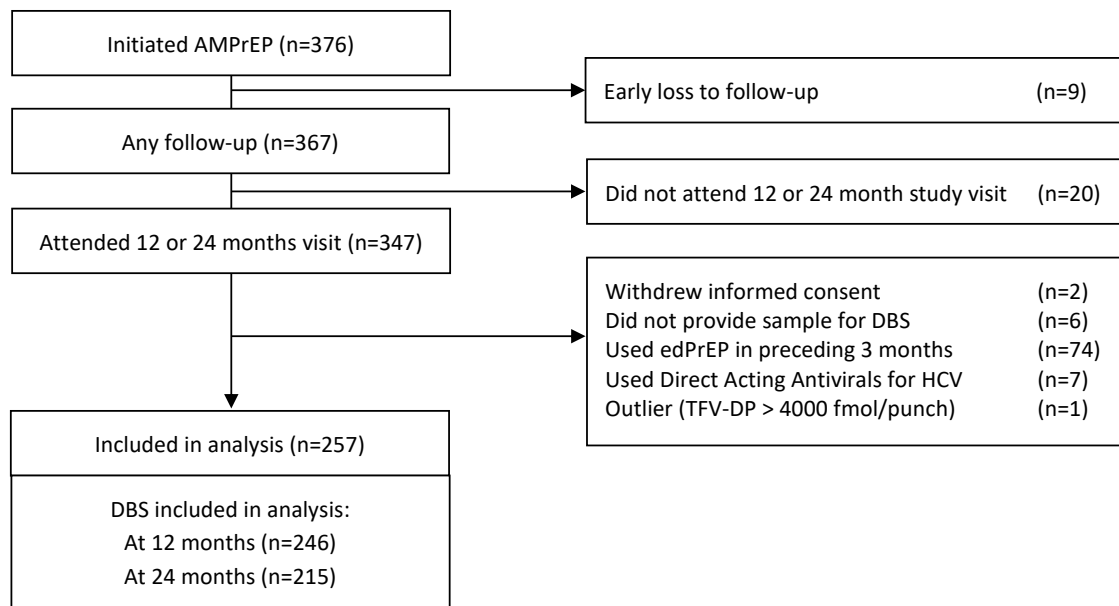 Initiated AMPrEP (n=376)
Early loss to follow-up (n=9)
Any follow-up (n=367)
Did not attend 12 or 24 month study visit (n=20)
Attended 12 or 24 months visit (n=347)
Withdrew informed consent (n=2)
Did not provide sample for DBS (n=6)
Used edPrEP in preceding 3 months (n=74)
Used Direct Acting Antivirals for HCV (n=7)
Outlier (TFV-DP > 4000 fmol/punch) (n=1)
Included in analysis (n=257)
DBS included in analysis:
At 12 months (n=246)
At 24 months (n=215)